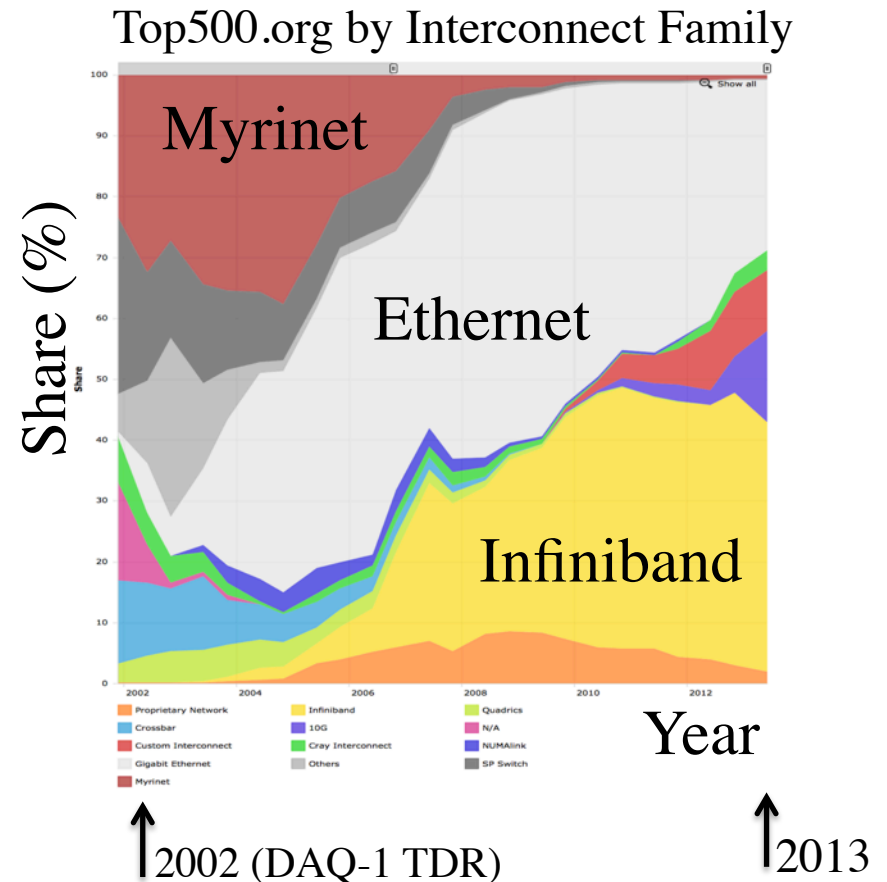 Top500.org by Interconnect Family
100
Show all
Myrinet
90
80
70
Share (%)
Share
Ethernet
60
50
40
30
Infiniband
20
10
0
2002 2004 2006 2008 2010 2012
Proprietary Network Infiniband Quadrics
Crossbar 10G N/A
Custom Interconnect Cray Interconnect NUMAlink
Gigabit Ethernet Others SP Switch
Myrinet
Year
2002 (DAQ-1 TDR)
2013